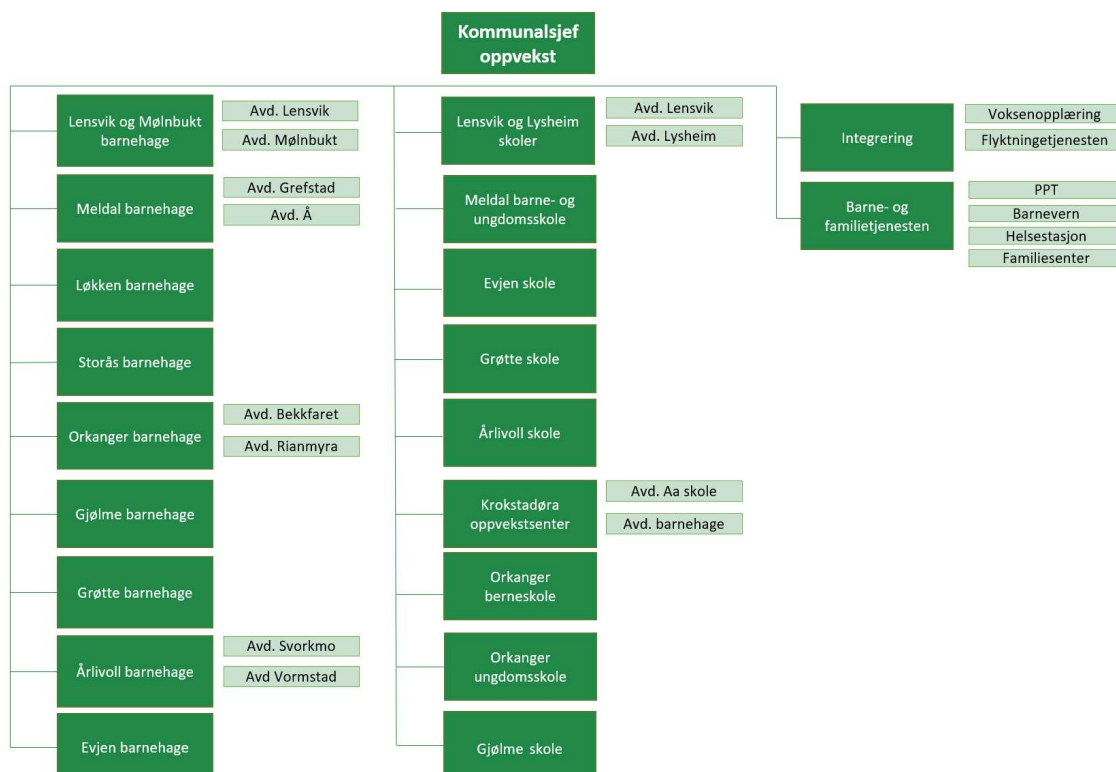 Kommunalsjef
oppvekst
Lensvik og Mølnbukt
barnehage
Avd. Lensvik
Avd. Mølnbukt
Meldal barnehage
Avd. Grefstad
Avd. Å
Løkken barnehage
Storås barnehage
Orkanger barnehage
Avd. Bekkfaret
Avd. Rianmyra
Gjølme barnehage
Grøtte barnehage
Årlivoll barnehage
Avd. Svorkmo
Avd Vormstad
Evjen barnehage
Lensvik og Lysheim
skoler
Avd. Lensvik
Avd. Lysheim
Meldal barne- og
ungdomsskole
Evjen skole
Grøtte skole
Årlivoll skole
Krokstadøra
oppvekstsenter
Avd. Aa skole
Avd. barnehage
Orkanger
berneskole
Orkanger
ungdomsskole
Gjølme skole
Integrering
Voksenopplæring
Flyktningetjenesten
Barne- og
familietjenesten
PPT
Barnevern
Helsestasjon
Familiesenter